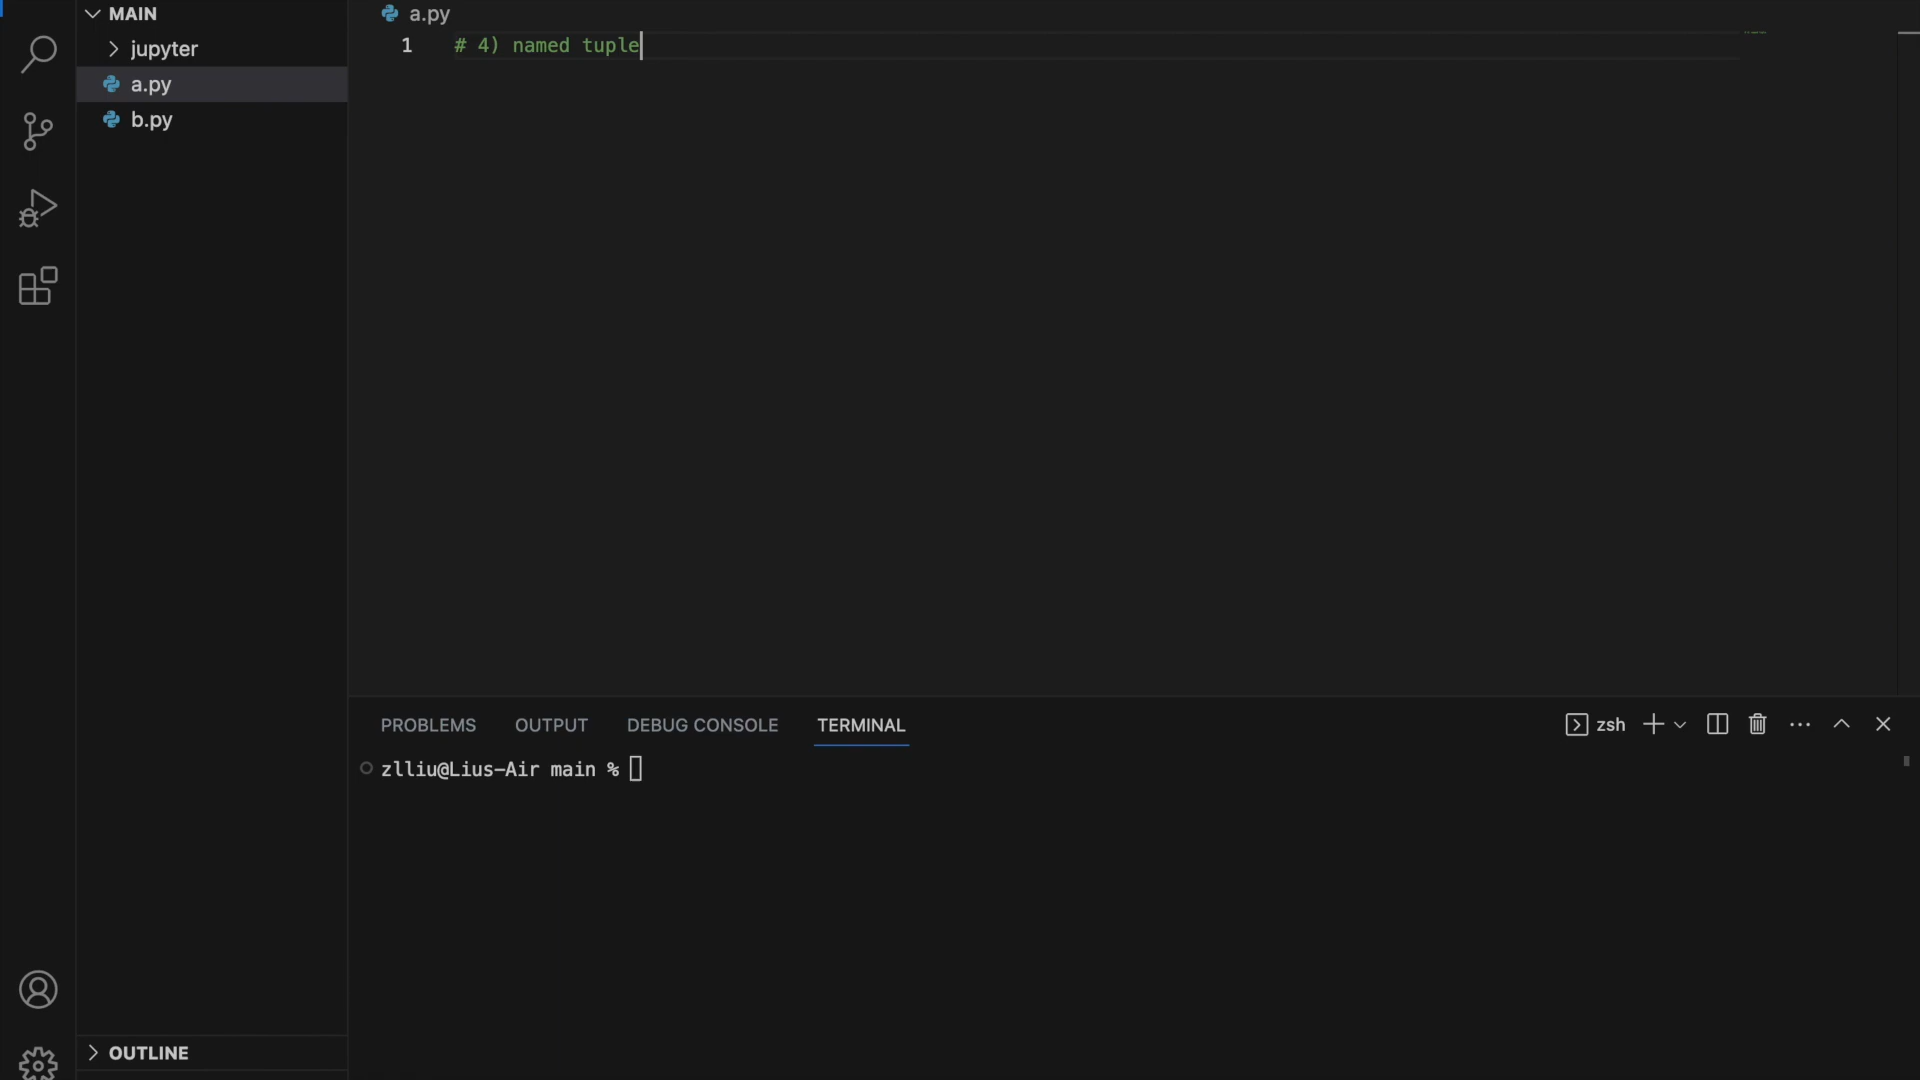 MAIN
jupyter
a.py
b.py
OUTLINE
a.py
1 # 4) named tuple
PROBLEMS OUTPUT DEBUG CONSOLE TERMINAL
zsh
zlliu@Lius-Air main %